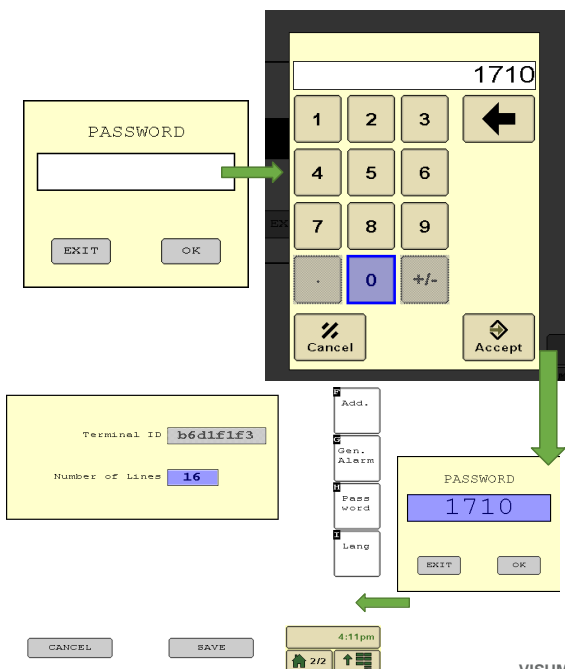 1710
PASSWORD
EXIT OK
1 2 3
4 5 6
7 8 9
. 0 +/-
Cancel Accept
Terminal ID b6d1f1f3
Number of Lines 16
F
Add.
G
Gen.
Alarm
H
Pass
word
I
Lang
PASSWORD
1710
EXIT OK
4:11pm
CANCEL SAVE
2/2